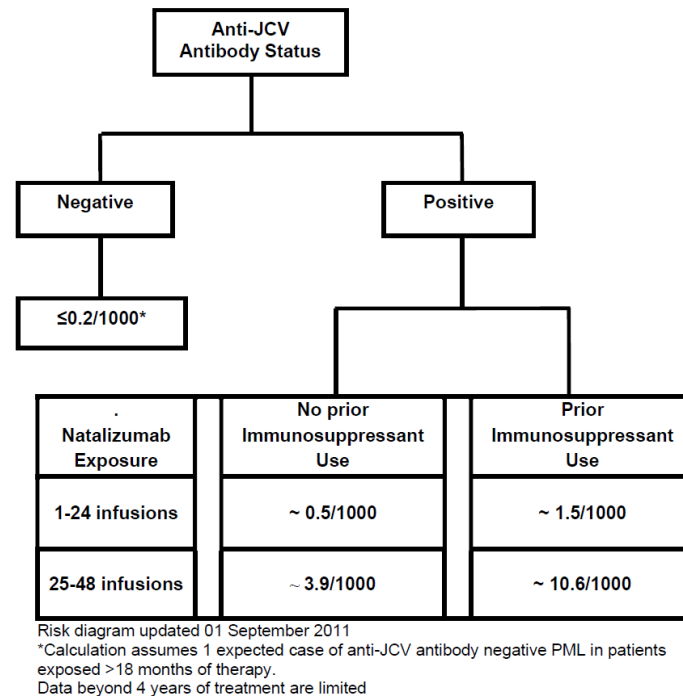 Anti-JCV
Antibody Status
Negative
Positive
≤0.2/1000*
.
Natalizumab
Exposure
No prior
Immunosuppressant
Use
Prior
Immunosuppressant
Use
1-24 infusions
~ 0.5/1000
~ 1.5/1000
25-48 infusions
~ 3.9/1000
~ 10.6/1000
Risk diagram updated 01 September 2011
*Calculation assumes 1 expected case of anti-JCV antibody negative PML in patients
exposed >18 months of therapy.
Data beyond 4 years of treatment are limited